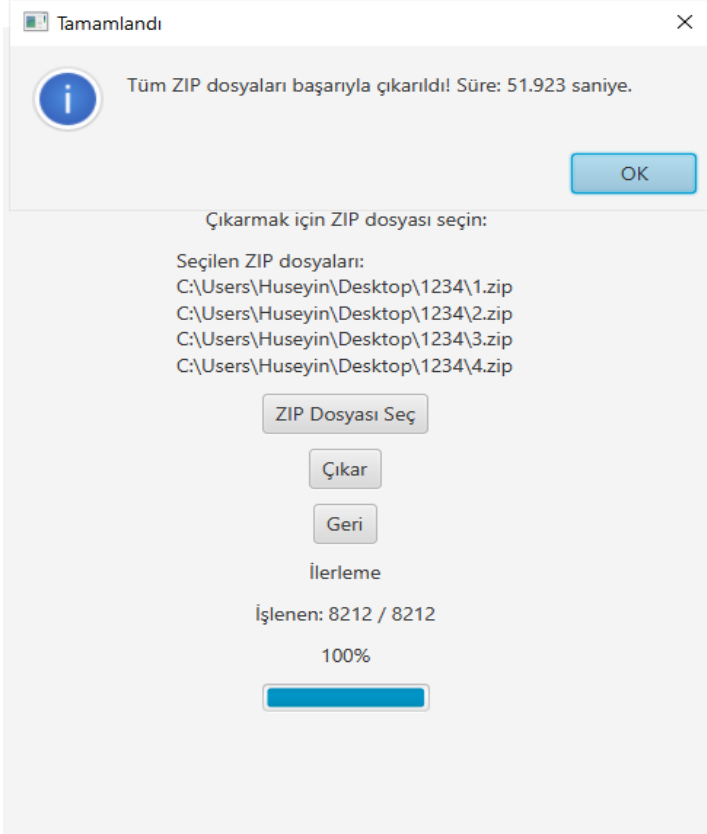 Tamamlandı
Tüm ZIP dosyaları başarıyla çıkarıldı! Süre: 51.923 saniye.
OK
Çıkarmak için ZIP dosyası seçin:
Seçilen ZIP dosyaları:
C:\Users\Huseyin\Desktop\1234\1.zip
C:\Users\Huseyin\Desktop\1234\2.zip
C:\Users\Huseyin\Desktop\1234\3.zip
C:\Users\Huseyin\Desktop\1234\4.zip
ZIP Dosyası Seç
Çıkar
Geri
İlerleme
İşlenen: 8212 / 8212
100%